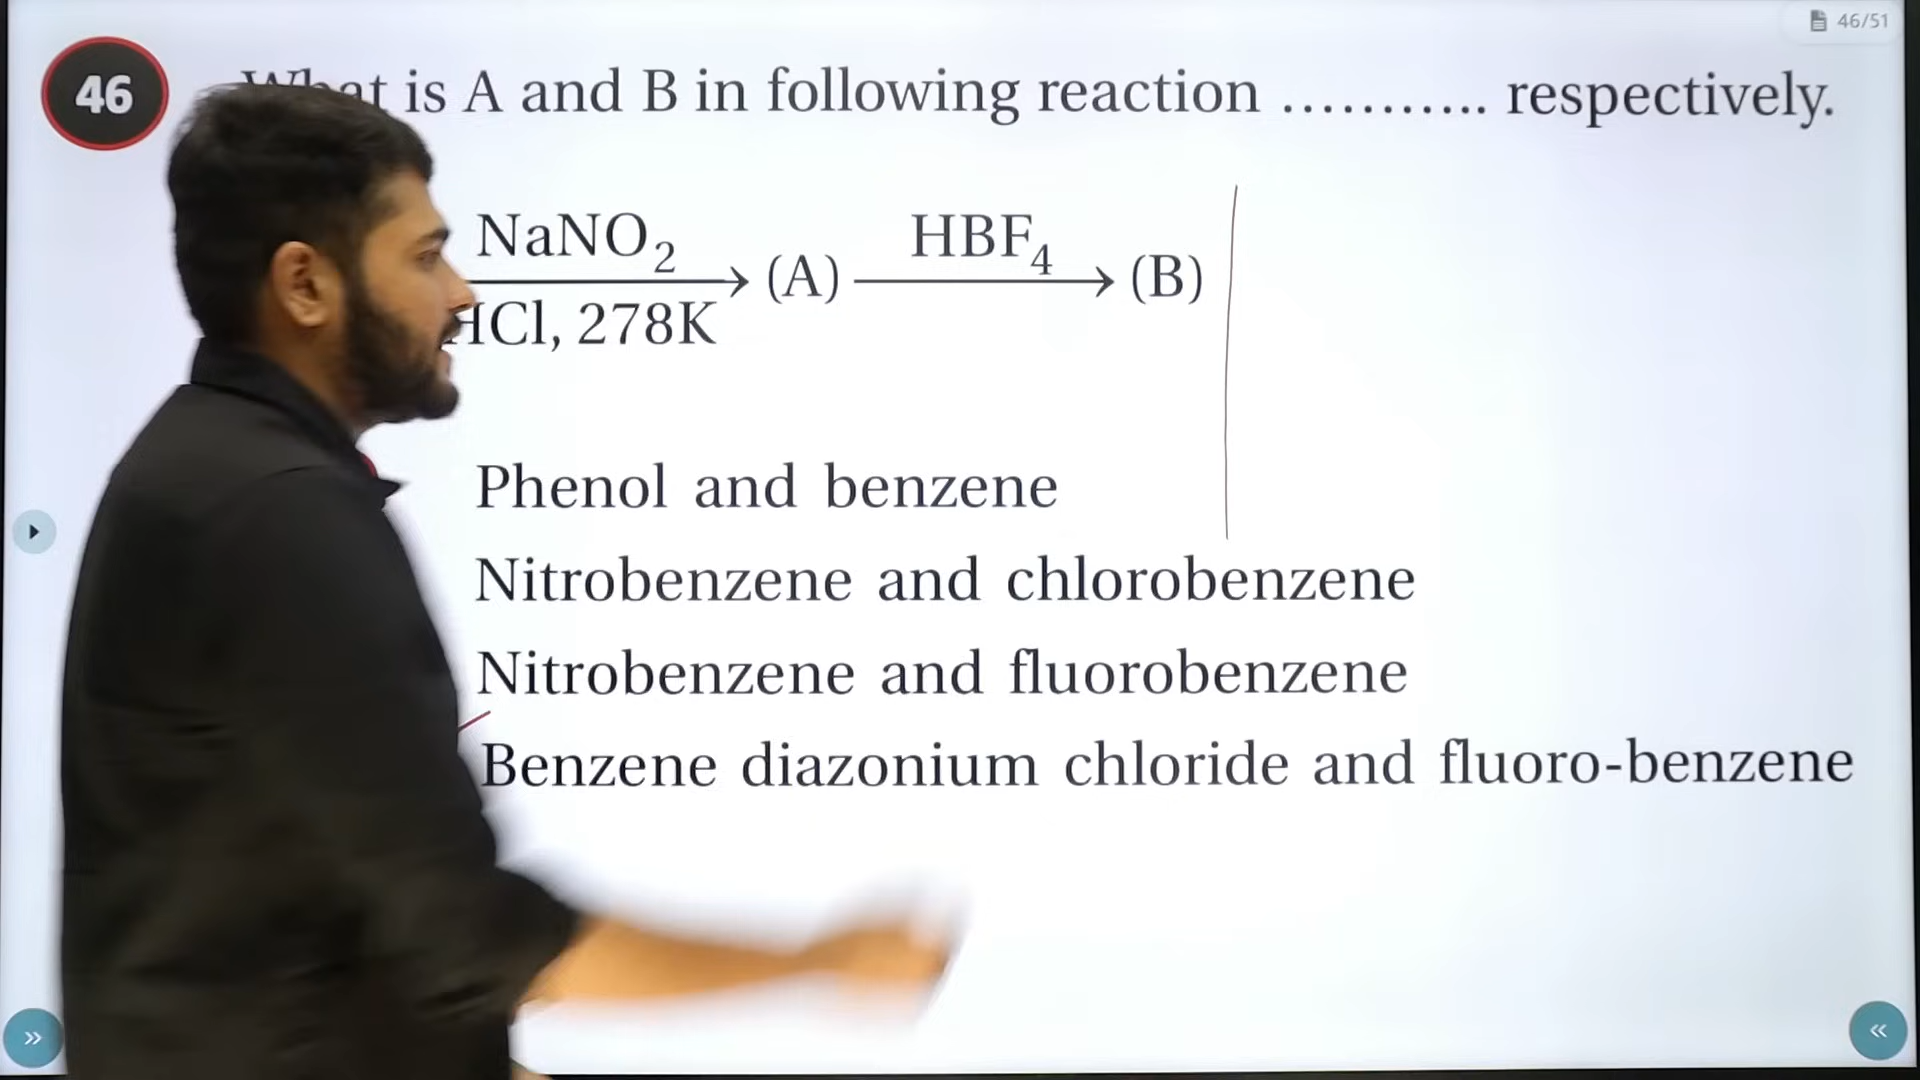 46/51
46 What is A and B in following reaction ........... respectively.
NaNO2 (A) HBF4 (B)
HCl, 278K
Phenol and benzene
Nitrobenzene and chlorobenzene
Nitrobenzene and fluorobenzene
Benzene diazonium chloride and fluoro-benzene